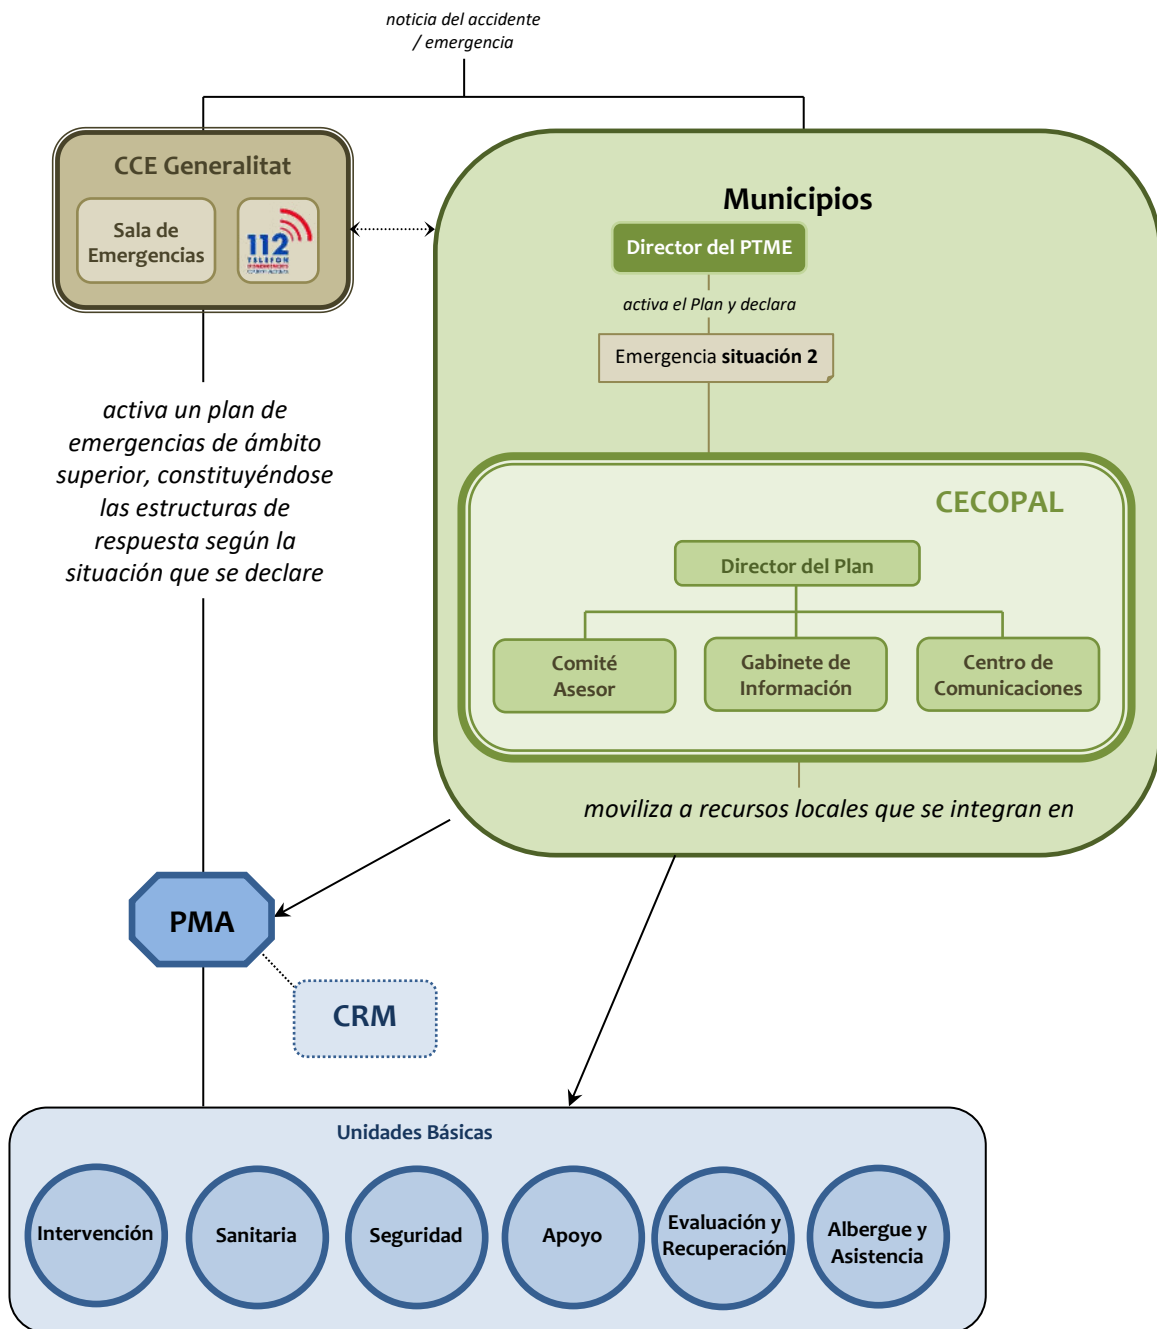 noticia del accidente
/ emergencia
CCE Generalitat
Sala de
Emergencias
112
TELÈFON
Municipios
Director del PTME
activa el Plan y declara
Emergencia situación 2
activa un plan de
emergencias de ámbito
superior, constituyéndose
las estructuras de
respuesta según la
situación que se declare
CECOPAL
Director del Plan
Comité
Asesor
Gabinete de
Información
Centro de
Comunicaciones
moviliza a recursos locales que se integran en
PMA
CRM
Unidades Básicas
Intervención
Sanitaria
Seguridad
Apoyo
Evaluación y
Recuperación
Albergue y
Asistencia